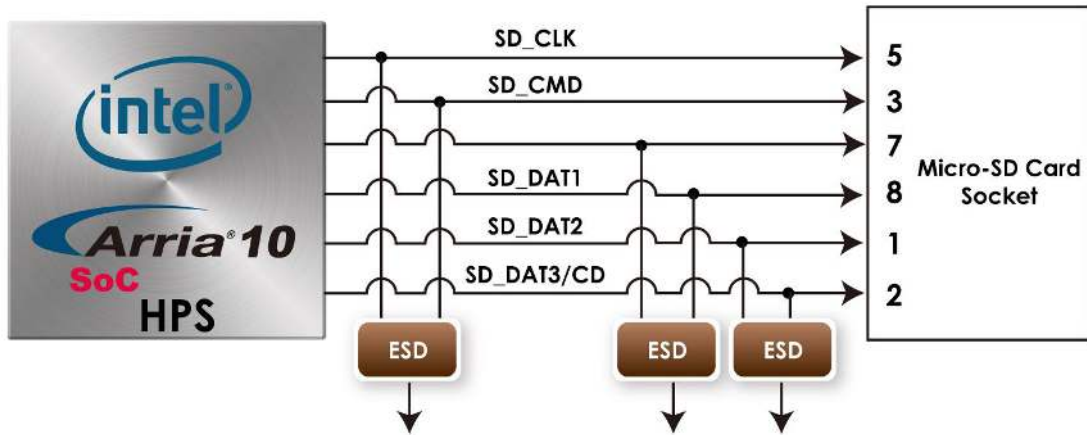 SD_CLK
5
SD_CMD
3
7
SD_DAT1
8
SD_DAT2
1
SD_DAT3/CD
2
intel®
Arria® 10
SoC
HPS
Micro-SD Card
Socket
ESD
ESD
ESD